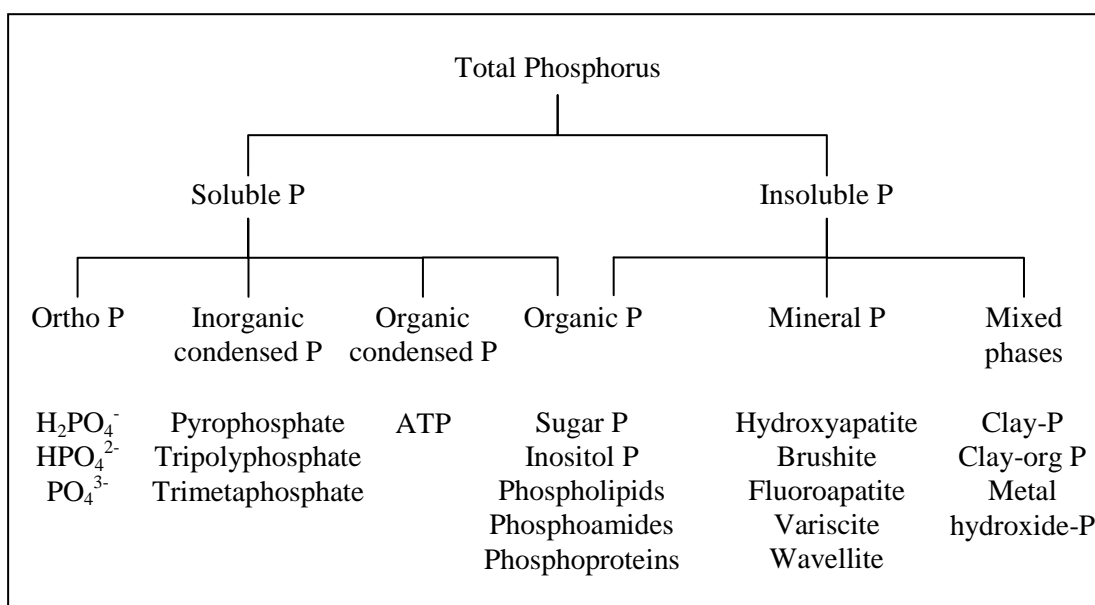 Total Phosphorus
Soluble P
Insoluble P
Ortho P
Inorganic
condensed P
Organic
condensed P
Organic P
Mineral P
Mixed
phases
H₂PO₄⁻
HPO₄²⁻
PO₄³⁻
Pyrophosphate
Tripolyphosphate
Trimetaphosphate
ATP
Sugar P
Inositol P
Phospholipids
Phosphoamides
Phosphoproteins
Hydroxyapatite
Brushite
Fluoroapatite
Variscite
Wavellite
Clay-P
Clay-org P
Metal
hydroxide-P